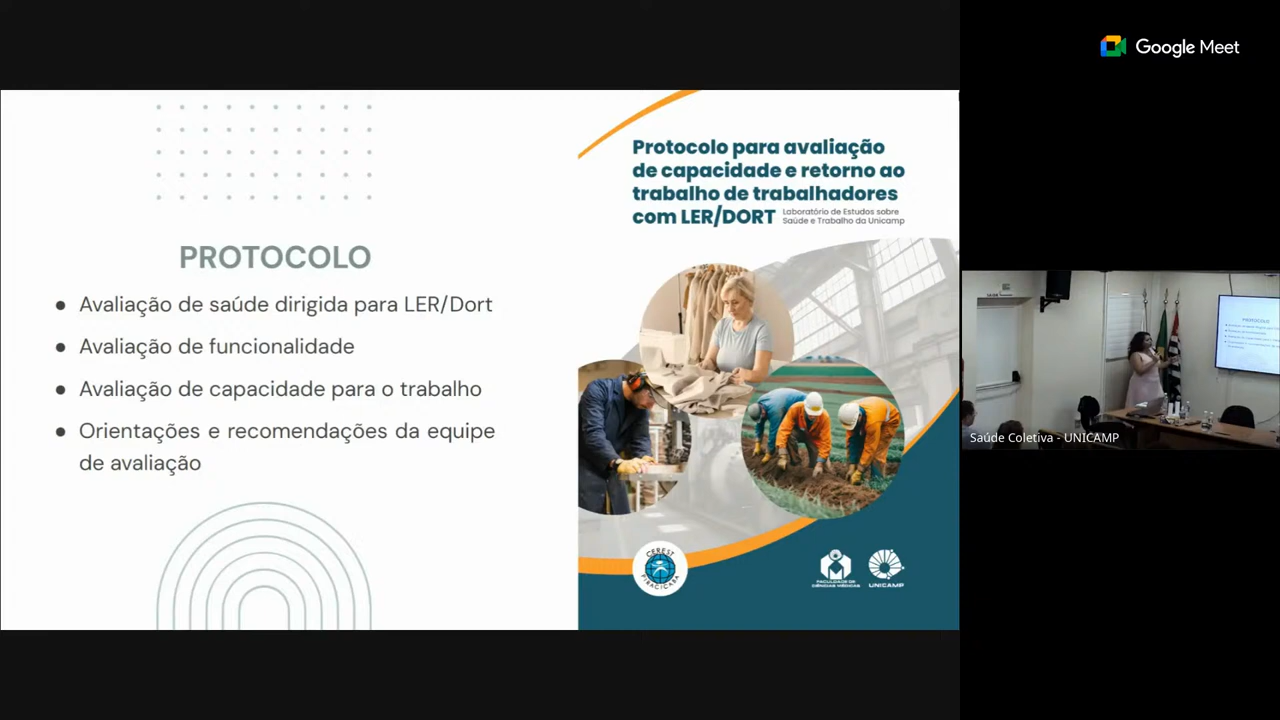 Google Meet
PROTOCOLO
Avaliação de saúde dirigida para LER/Dort
Avaliação de funcionalidade
Avaliação de capacidade para o trabalho
Orientações e recomendações da equipe
de avaliação
Protocolo para avaliação
de capacidade e retorno ao
trabalho de trabalhadores
com LER/DORT
Laboratório de Estudos sobre
Saúde e Trabalho da Unicamp
CEREST
PIRACICABA
FACULDADE DE
CIÊNCIAS MÉDICAS
UNICAMP
PROTOCOLO
Saúde Coletiva - UNICAMP